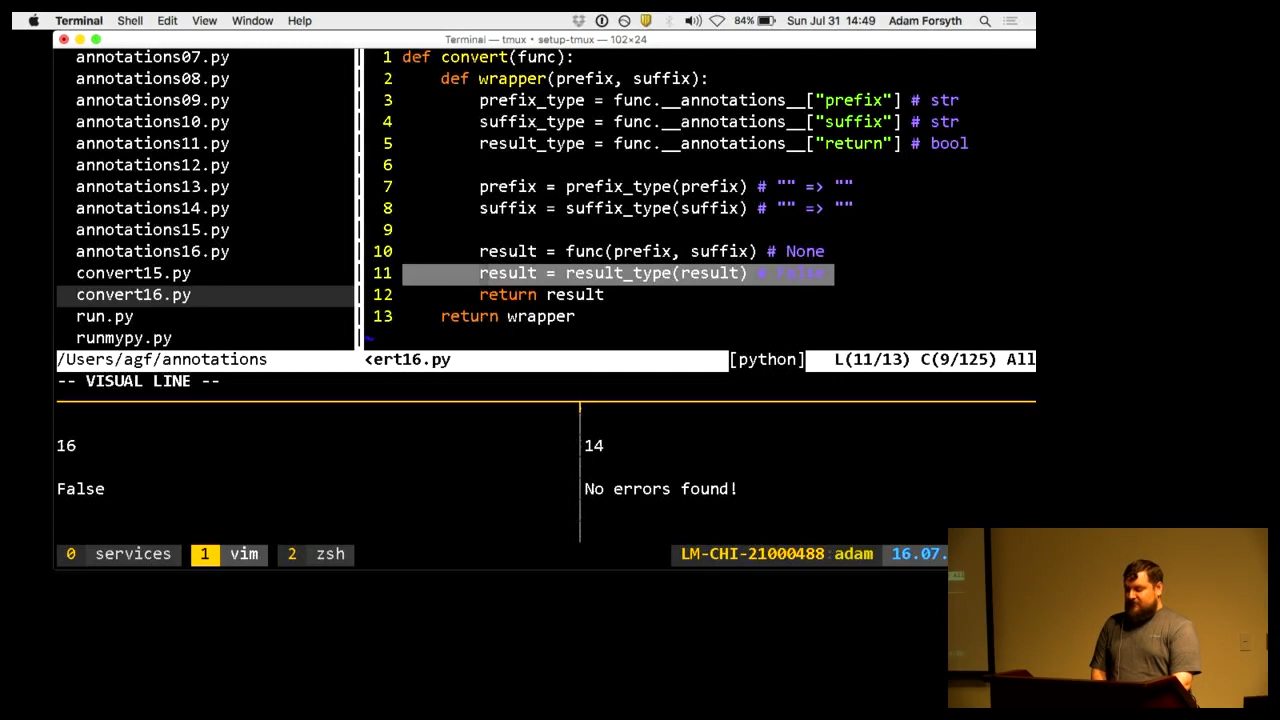 Terminal Shell Edit View Window Help 84% Sun Jul 31 14:49 Adam Forsyth
Terminal — tmux • setup-tmux — 102×24
annotations07.py
annotations08.py
annotations09.py
annotations10.py
annotations11.py
annotations12.py
annotations13.py
annotations14.py
annotations15.py
annotations16.py
convert15.py
convert16.py
run.py
runmypy.py
/Users/agf/annotations
1 def convert(func):
2     def wrapper(prefix, suffix):
3         prefix_type = func.__annotations__["prefix"] # str
4         suffix_type = func.__annotations__["suffix"] # str
5         result_type = func.__annotations__["return"] # bool
6
7         prefix = prefix_type(prefix) # "" => ""
8         suffix = suffix_type(suffix) # "" => ""
9
10         result = func(prefix, suffix) # None
11         result = result_type(result) # False
12         return result
13     return wrapper
~
<ert16.py [python] L(11/13) C(9/125) All
-- VISUAL LINE --
16
False
14
No errors found!
0 services 1 vim 2 zsh LM-CHI-21000488:adam 16.07.